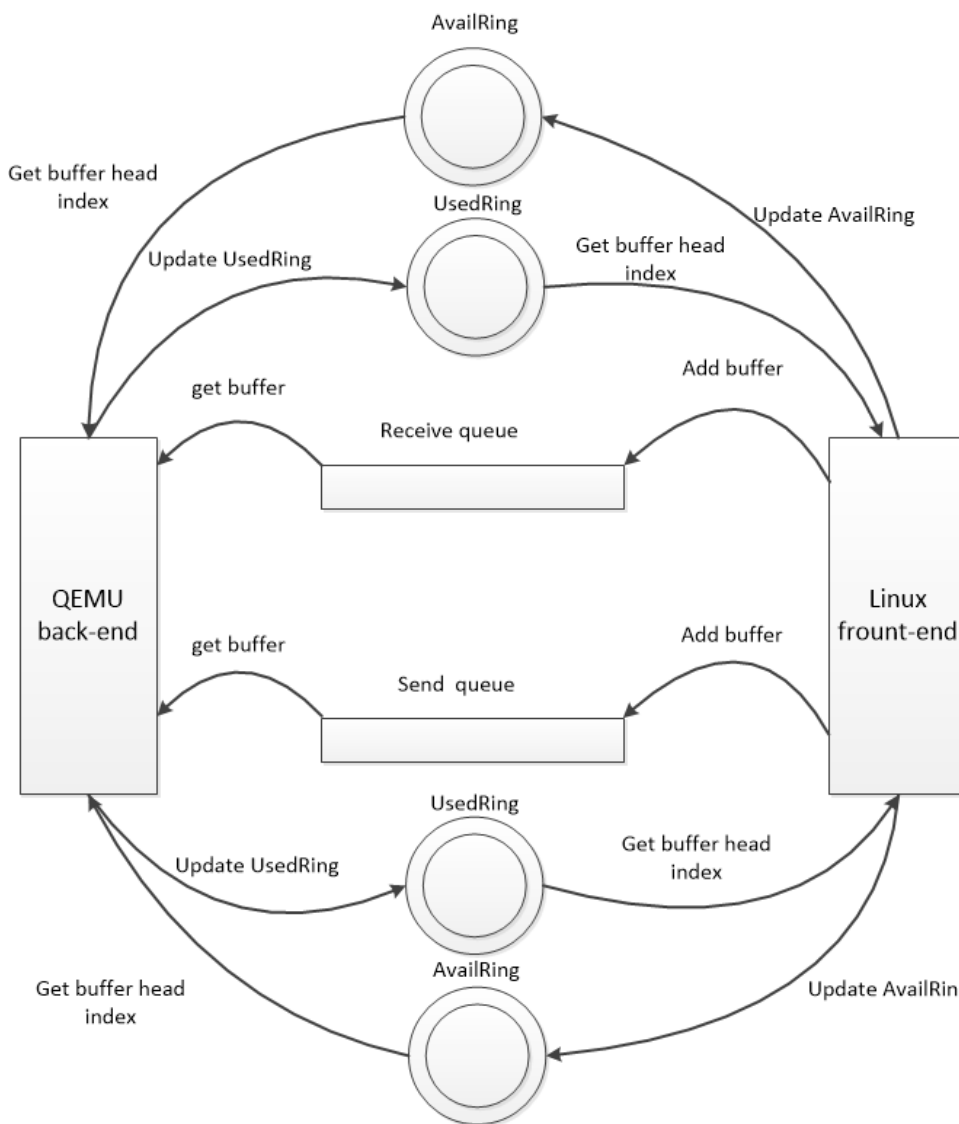 AvailRing
Get buffer head
index
Update AvailRing
UsedRing
Update UsedRing
Get buffer head
index
get buffer
Add buffer
Receive queue
QEMU
back-end
Linux
frount-end
get buffer
Add buffer
Send queue
UsedRing
Update UsedRing
Get buffer head
index
AvailRing
Get buffer head
index
Update AvailRin